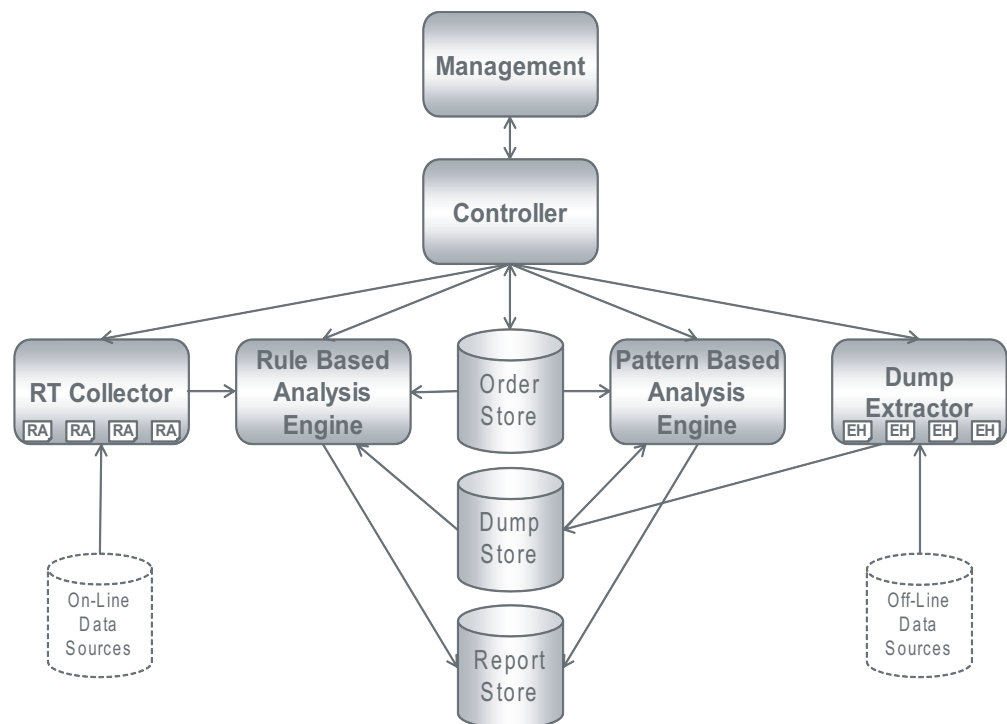 Management
Controller
RT Collector
RA RA RA RA
Rule Based
Analysis
Engine
Order
Store
Pattern Based
Analysis
Engine
Dump
Extractor
EH EH EH EH
Dump
Store
On-Line
Data
Sources
Off-Line
Data
Sources
Report
Store